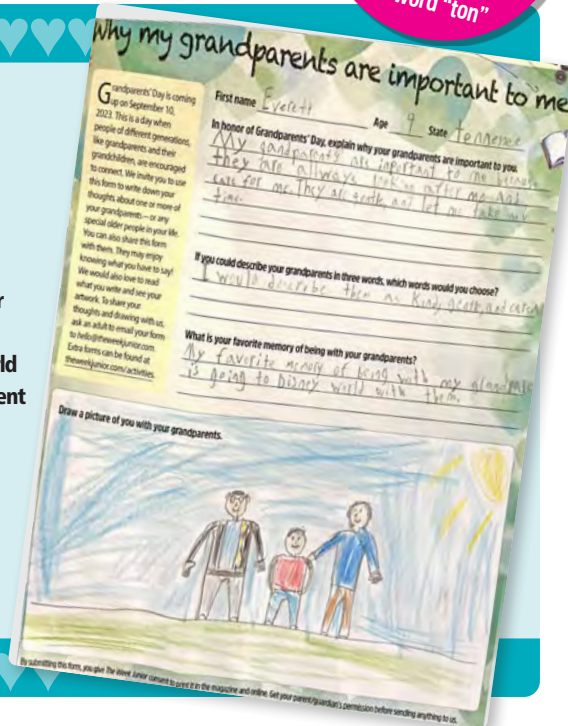 word "ton"
r
ld
ent
Why my grandparents are important to me
Grandparents' Day is coming
up on September 10,
2023. This is a day when
people of different generations,
like grandparents and their
grandchildren, are encouraged
to connect. We invite you to use
this form to write down your
thoughts about one or more of
your grandparents—or any
special older people in your life.
You can also share this form
with them. They may enjoy
knowing what you have to say!
We would also love to read
what you write and see your
artwork. To share your
thoughts and drawing with us,
ask an adult to email your form
to hello@theweekjunior.com.
Extra forms can be found at
theweekjunior.com/activities.
First name Everett Age 9 State
In honor of Grandparents' Day, explain why your grandparents are important to you.
My are important to me because
they are allways after me and
care for me. They are and let me take my
time.
If you could describe your grandparents in three words, which words would you choose?
I would describe them as Kind, and
What is your favorite memory of being with your grandparents?
My favorite memory of being with my
is going to Disney world with them.
Draw a picture of you with your grandparents.
By submitting this form, you give The Week Junior consent to print it in the magazine and online. Get your parent/guardian's permission before sending anything to us.